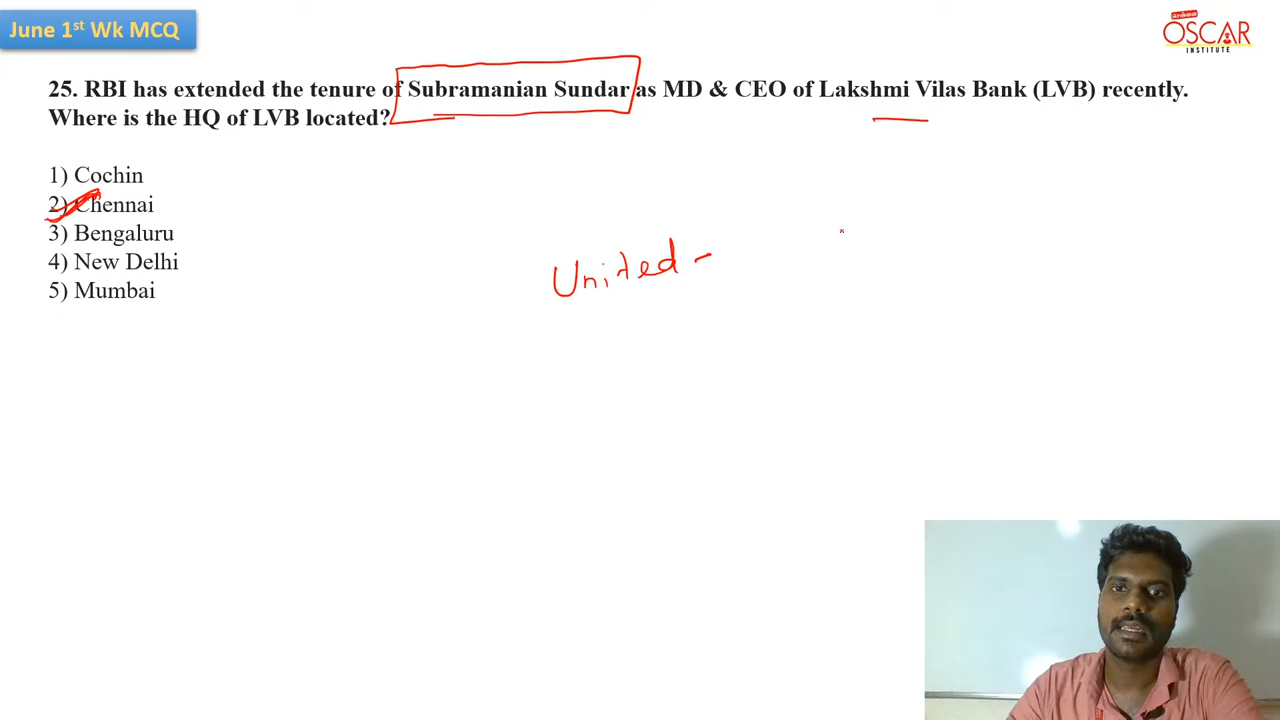 June 1st Wk MCQ
சென்னை
OSCAR
INSTITUTE
25. RBI has extended the tenure of Subramanian Sundar as MD & CEO of Lakshmi Vilas Bank (LVB) recently.
Where is the HQ of LVB located?
1) Cochin
2) Chennai
3) Bengaluru
4) New Delhi
5) Mumbai
United -